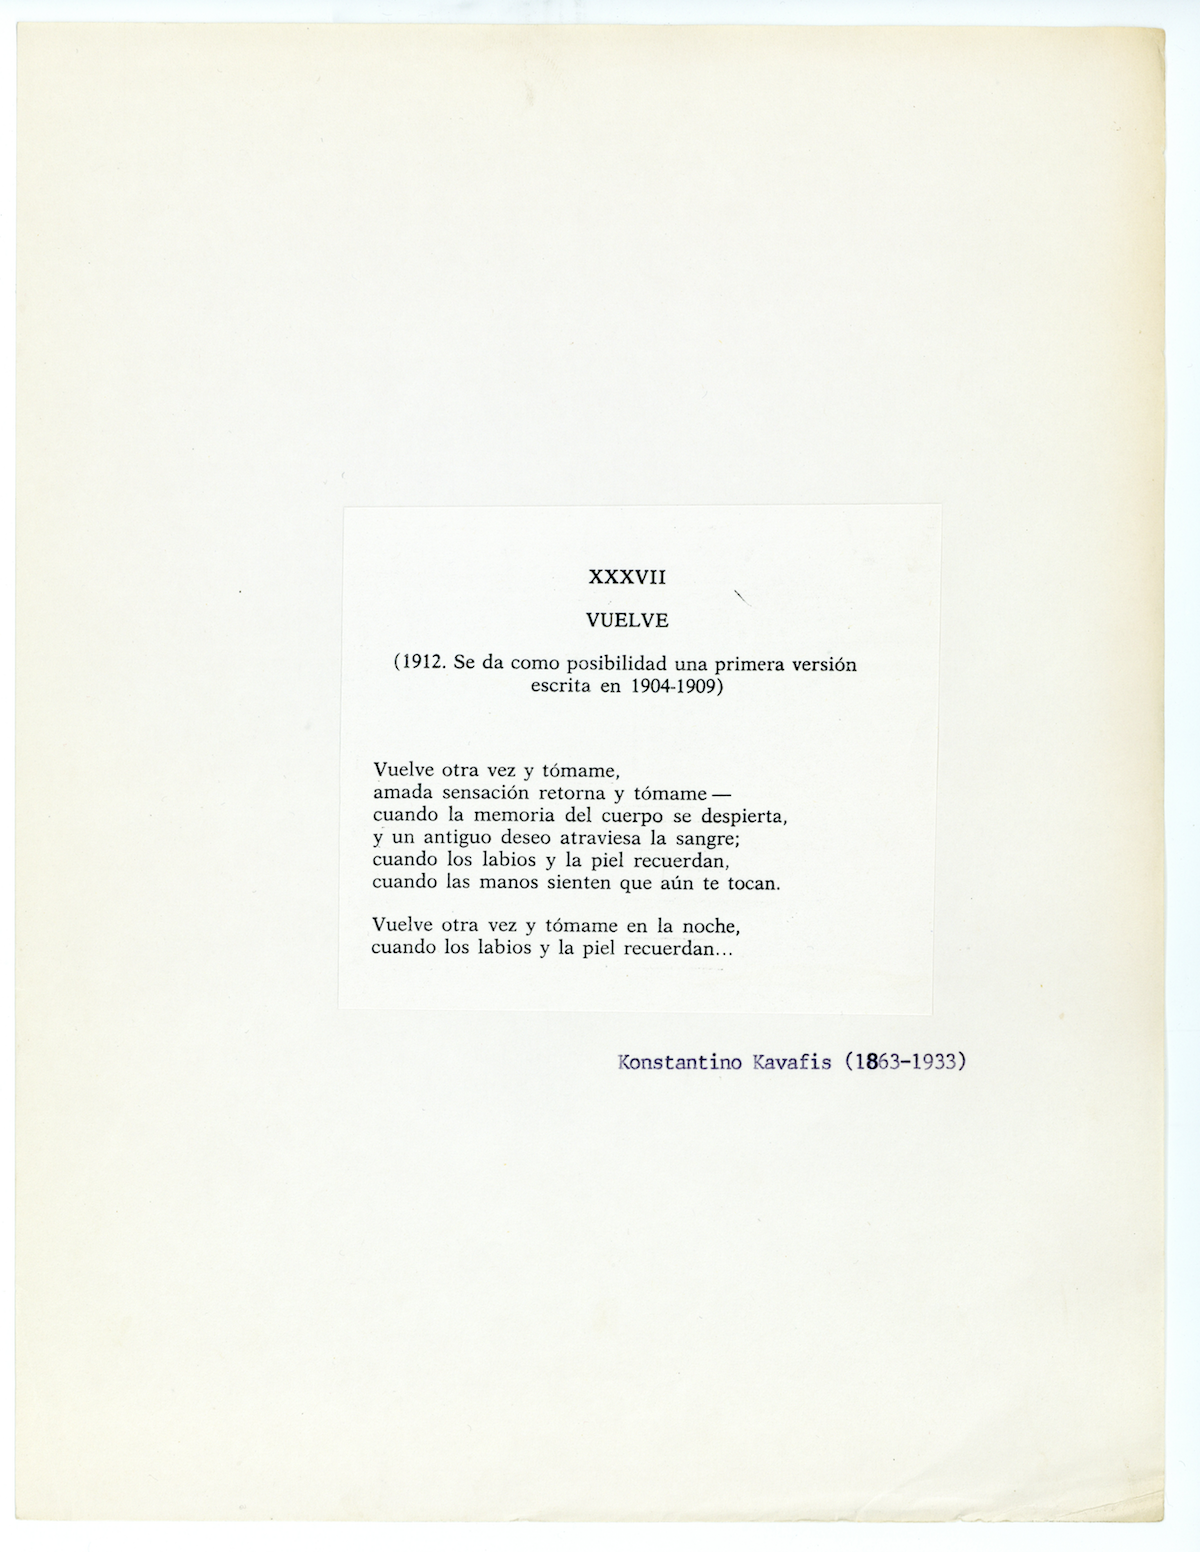 XXXVII
VUELVE
(1912. Se da como posibilidad una primera versión
escrita en 1904-1909)
Vuelve otra vez y tómame,
amada sensación retorna y tómame —
cuando la memoria del cuerpo se despierta,
y un antiguo deseo atraviesa la sangre;
cuando los labios y la piel recuerdan,
cuando las manos sienten que aún te tocan.
Vuelve otra vez y tómame en la noche,
cuando los labios y la piel recuerdan...
Konstantino Kavafis (1863-1933)